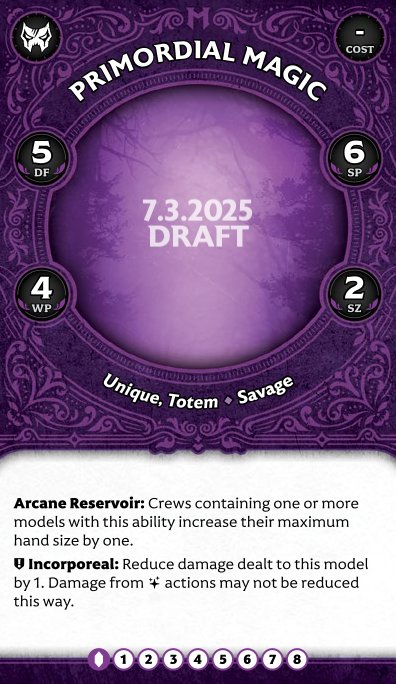 -
COST
PRIMORDIAL MAGIC
5
DF
6
SP
7.3.2025
DRAFT
4
WP
2
SZ
Unique, Totem ◆ Savage
Arcane Reservoir: Crews containing one or more
models with this ability increase their maximum
hand size by one.
Incorporeal: Reduce damage dealt to this model
by 1. Damage from actions may not be reduced
this way.
1 2 3 4 5 6 7 8